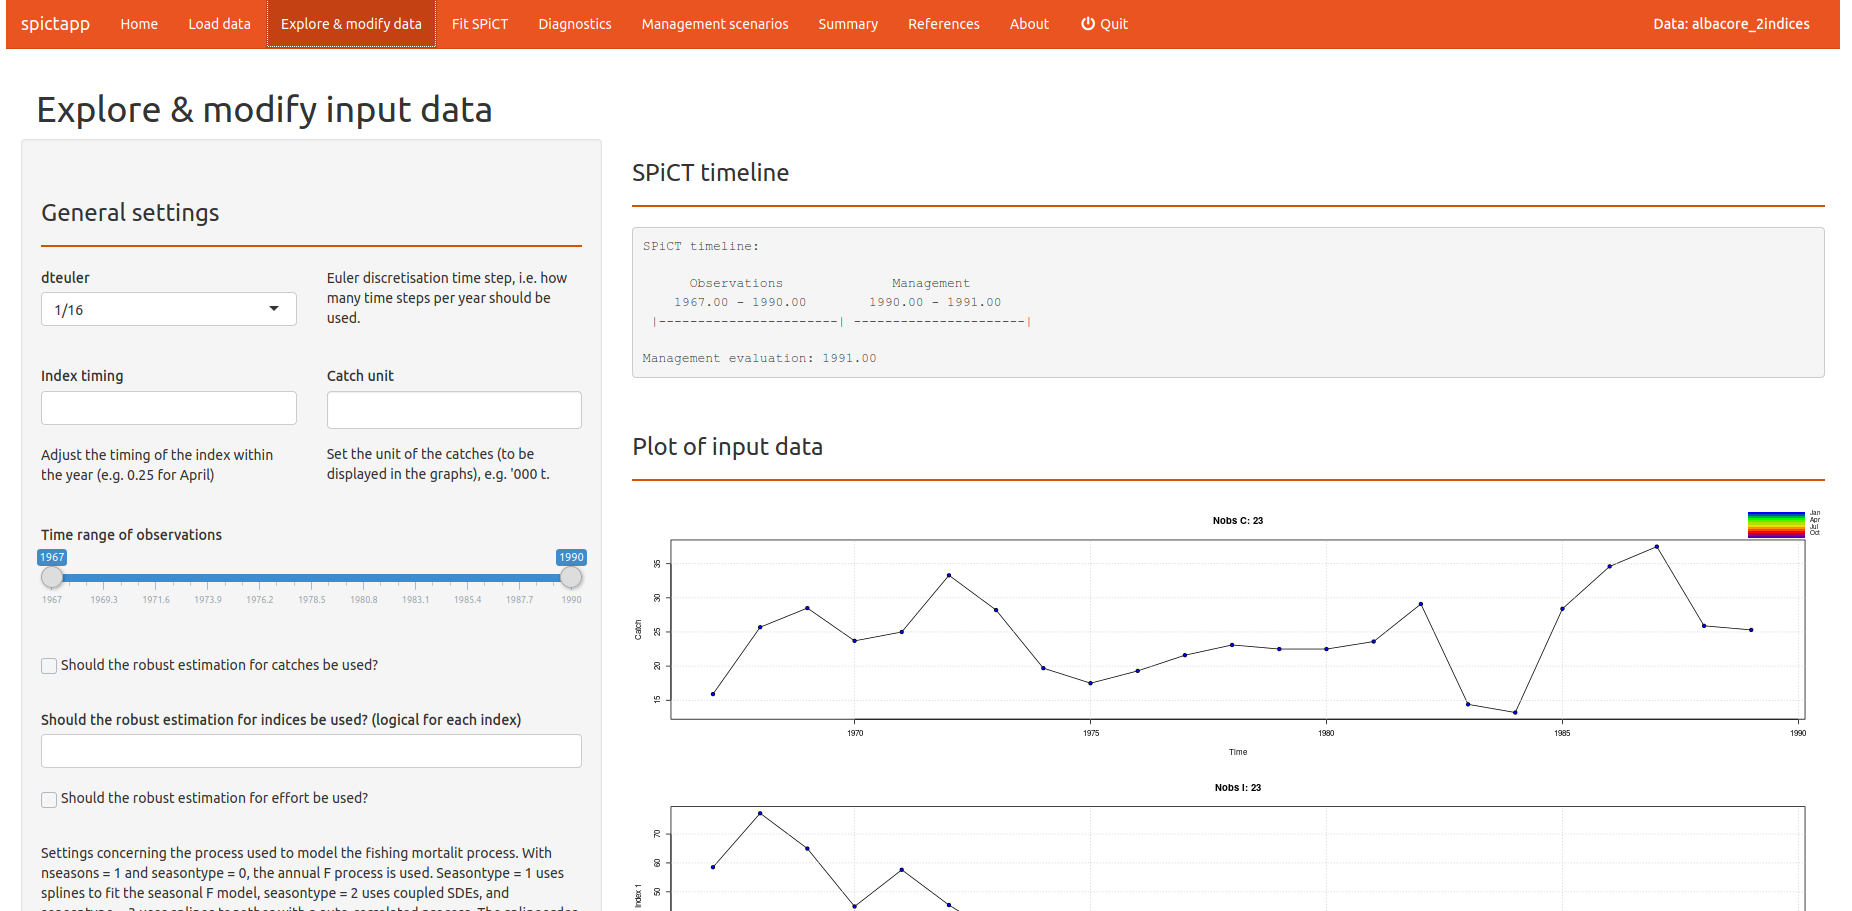 spictapp Home Load data Explore & modify data Fit SPiCT Diagnostics Management scenarios Summary References About Quit Data: albacore_2indices
Explore & modify input data
General settings
dteuler
1/16
Euler discretisation time step, i.e. how
many time steps per year should be
used.
Index timing
Adjust the timing of the index within
the year (e.g. 0.25 for April)
Catch unit
Set the unit of the catches (to be
displayed in the graphs), e.g. '000 t.
Time range of observations
1967 1990
1967 1969.3 1971.6 1973.9 1976.2 1978.5 1980.8 1983.1 1985.4 1987.7 1990
Should the robust estimation for catches be used?
Should the robust estimation for indices be used? (logical for each index)
Should the robust estimation for effort be used?
Settings concerning the process used to model the fishing mortalit process. With
nseasons = 1 and seasontype = 0, the annual F process is used. Seasontype = 1 uses
splines to fit the seasonal F model, seasontype = 2 uses coupled SDEs, and
SPiCT timeline
SPiCT timeline:
Observations Management
1967.00 - 1990.00 1990.00 - 1991.00
|-----------------------| ----------------------|
Management evaluation: 1991.00
Plot of input data
Nobs C: 23
Jan
Apr
Jul
Oct
35
30
25
20
15
Catch
1970 1975 1980 1985 1990
Time
Nobs I: 23
70
60
50
Index 1